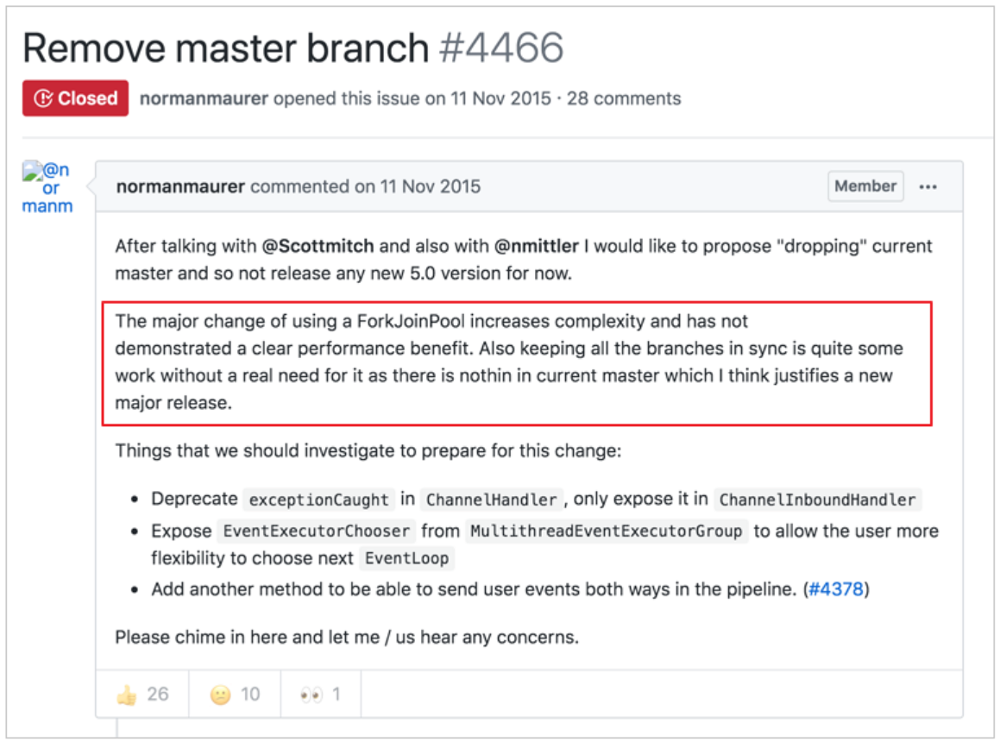 Remove master branch #4466
Closed normanmaurer opened this issue on 11 Nov 2015 · 28 comments
@n
or
manm
normanmaurer commented on 11 Nov 2015 Member ···
After talking with @Scottmitch and also with @nmittler I would like to propose "dropping" current
master and so not release any new 5.0 version for now.
The major change of using a ForkJoinPool increases complexity and has not
demonstrated a clear performance benefit. Also keeping all the branches in sync is quite some
work without a real need for it as there is nothin in current master which I think justifies a new
major release.
Things that we should investigate to prepare for this change:
• Deprecate exceptionCaught in ChannelHandler , only expose it in ChannelInboundHandler
• Expose EventExecutorChooser from MultithreadEventExecutorGroup to allow the user more
flexibility to choose next EventLoop
• Add another method to be able to send user events both ways in the pipeline. (#4378)
Please chime in here and let me / us hear any concerns.
👍 26 😕 10 👀 1